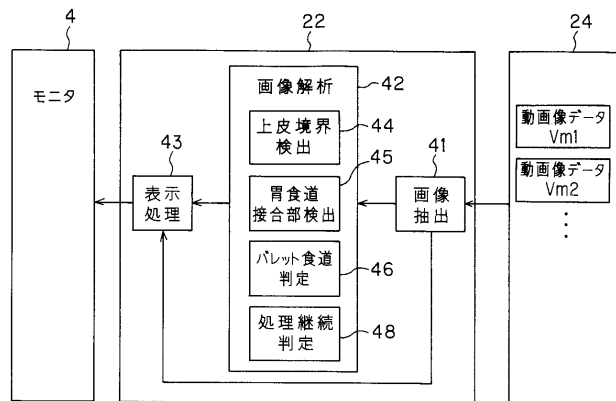 4
22
24
モニタ
画像解析
42
上皮境界
検出
44
45
胃食道
接合部検出
バレット食道
判定
46
処理継続
判定
48
43
表示
処理
41
画像
抽出
動画像データ
Vm1
動画像データ
Vm2